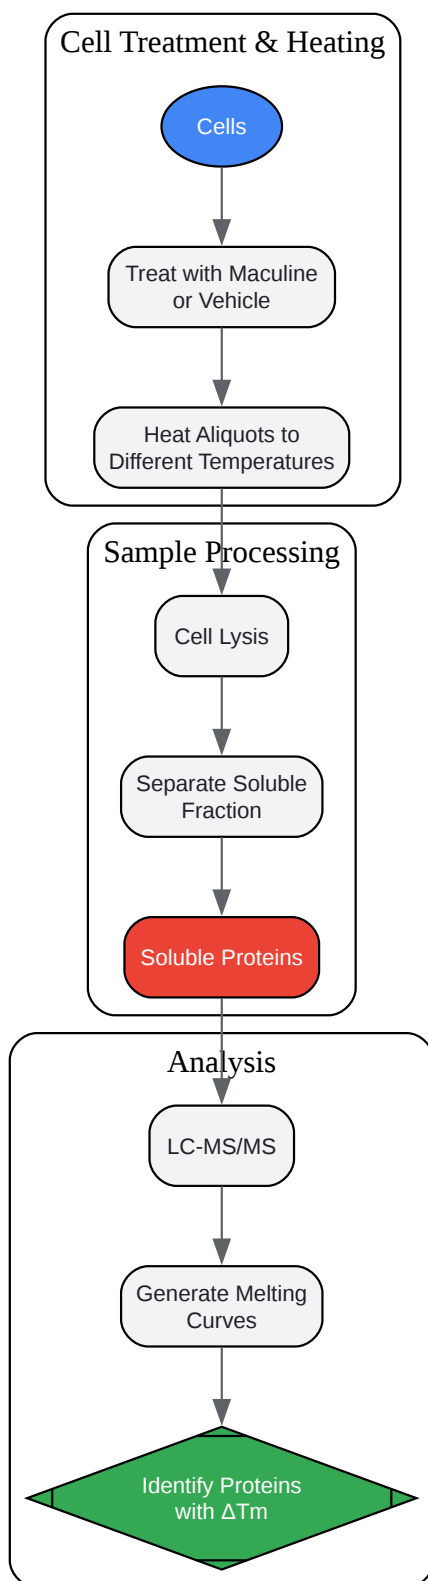 Cell Treatment & Heating
Cells
Treat with Maculine
or Vehicle
Heat Aliquots to
Different Temperatures
Sample Processing
Cell Lysis
Separate Soluble
Fraction
Soluble Proteins
Analysis
LC-MS/MS
Generate Melting
Curves
Identify Proteins
with ΔTm